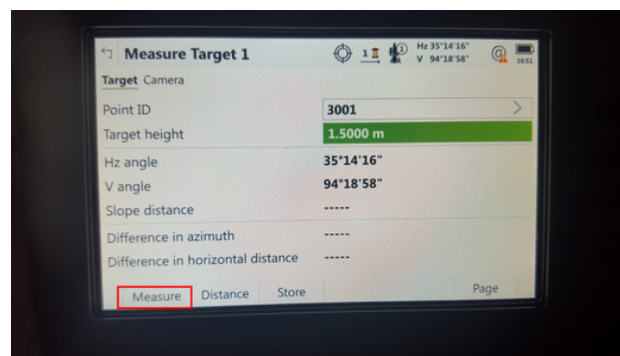 Measure Target 1 1 1 Hz 35°14'16" V 94°18'58" @ 16:51
Target Camera
Point ID 3001 >
Target height 1.5000 m
Hz angle 35°14'16"
V angle 94°18'58"
Slope distance -----
Difference in azimuth -----
Difference in horizontal distance -----
Measure Distance Store Page